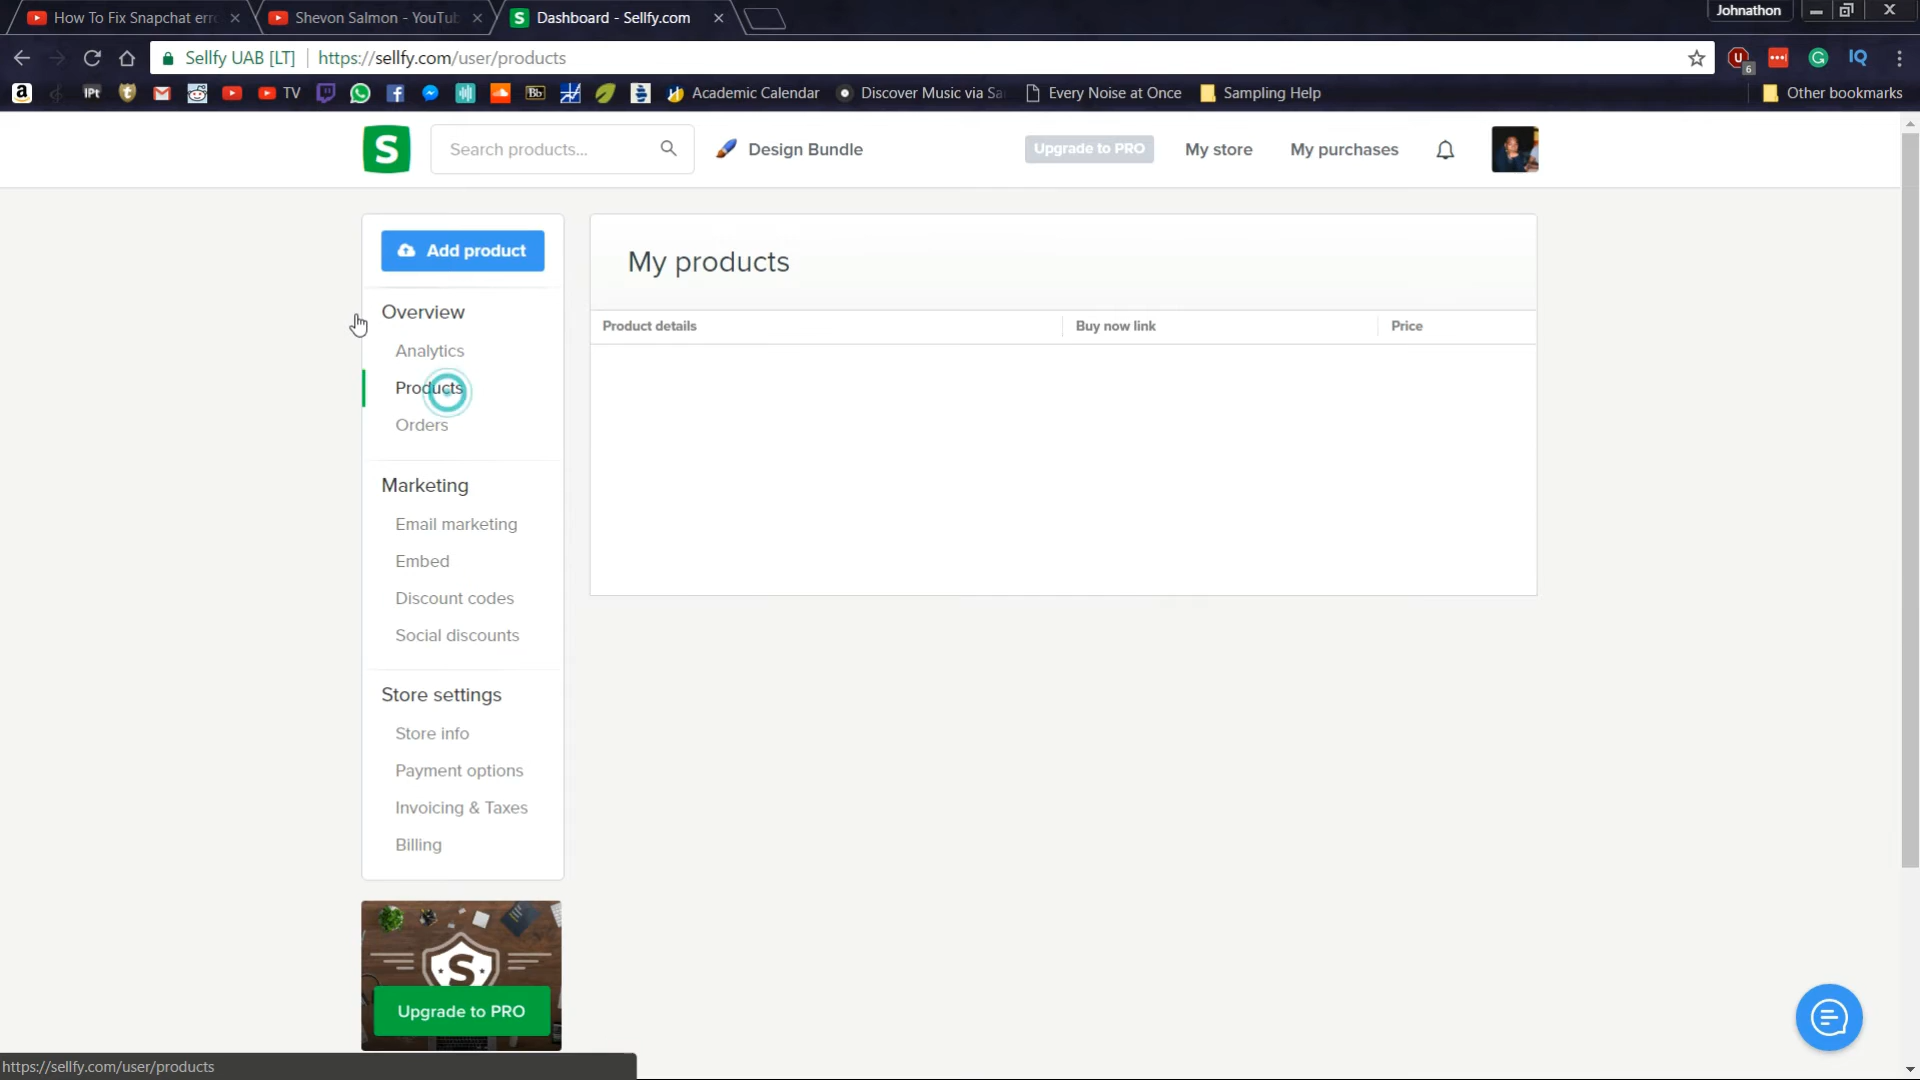 How To Fix Snapchat erro
Shevon Salmon - YouTub
Dashboard - Sellfy.com
Johnathon
Sellfy UAB [LT]
https://sellfy.com/user/products
6
IPt
TV
Bb
Academic Calendar
Discover Music via Sa
Every Noise at Once
Sampling Help
Other bookmarks
S
Search products...
Design Bundle
Upgrade to PRO
My store
My purchases
Add product
Overview
Analytics
Products
Orders
Marketing
Email marketing
Embed
Discount codes
Social discounts
Store settings
Store info
Payment options
Invoicing & Taxes
Billing
S
Upgrade to PRO
My products
Product details
Buy now link
Price
https://sellfy.com/user/products